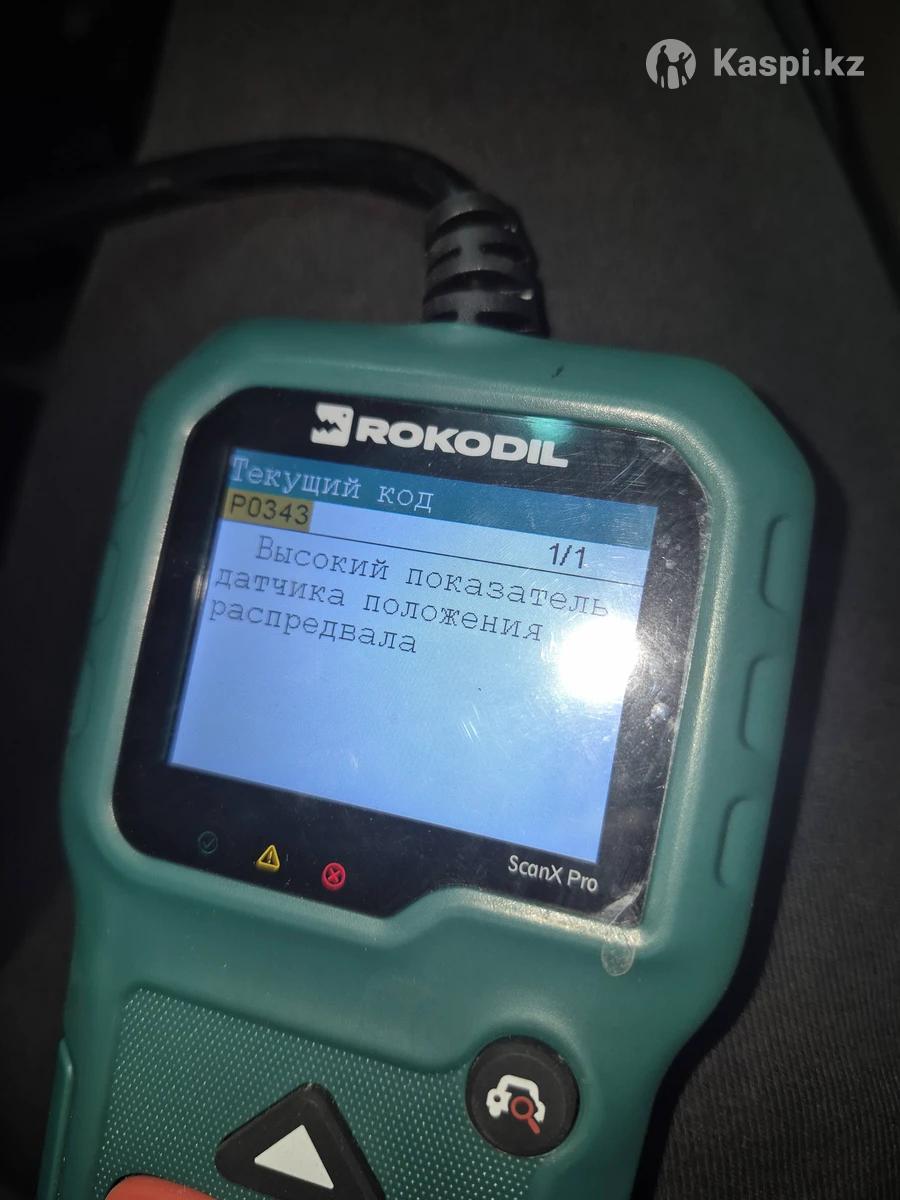 Kaspi.kz
ROKODIL
Текущий код
P0343
1/1
Высокий показатель
датчика положения
распредвала
ScanX Pro